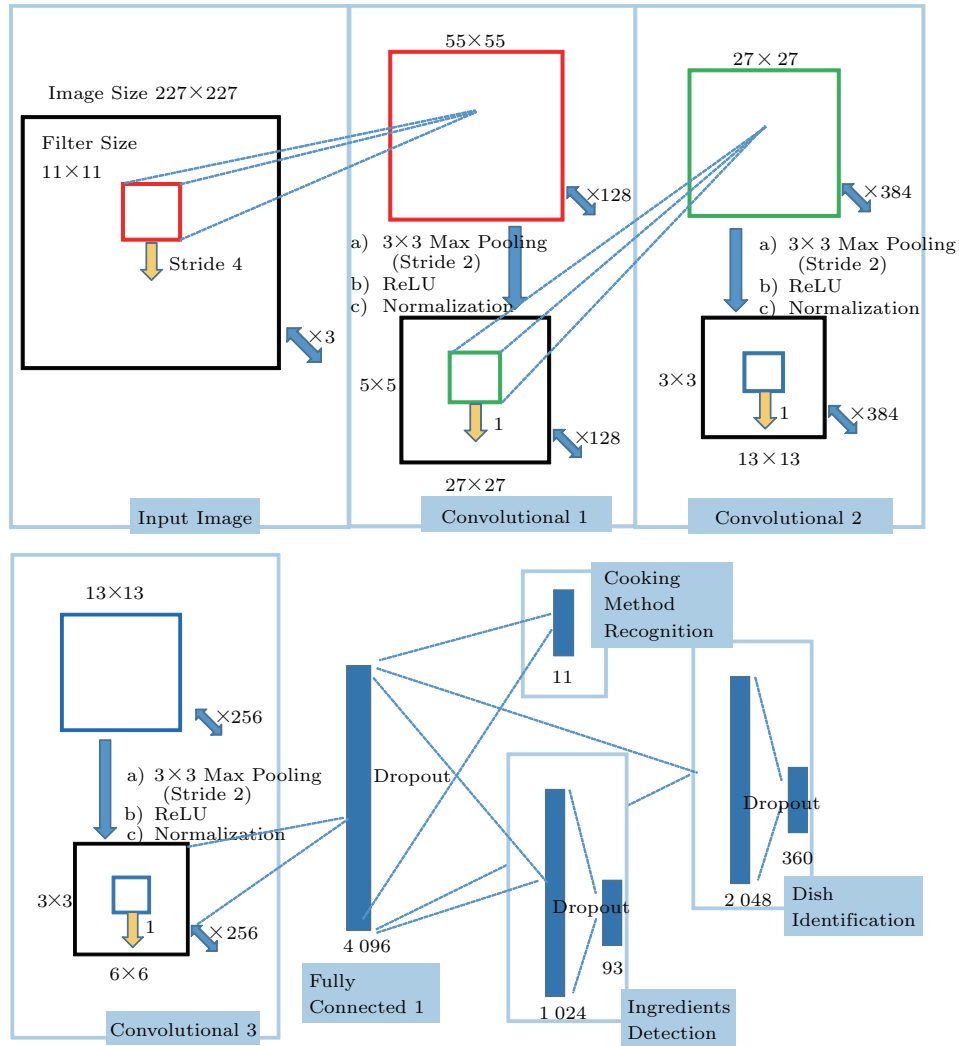 Image Size 227×227
Filter Size
11×11
Stride 4
×3
Input Image
55×55
×128
a) 3×3 Max Pooling
(Stride 2)
b) ReLU
c) Normalization
5×5
1
×128
27×27
Convolutional 1
27×27
×384
a) 3×3 Max Pooling
(Stride 2)
b) ReLU
c) Normalization
3×3
1
×384
13×13
Convolutional 2
13×13
×256
a) 3×3 Max Pooling
(Stride 2)
b) ReLU
c) Normalization
3×3
1
×256
6×6
Convolutional 3
Dropout
4 096
Fully
Connected 1
Cooking
Method
Recognition
11
Dropout
93
1 024
Ingredients
Detection
Dropout
360
2 048
Dish
Identification